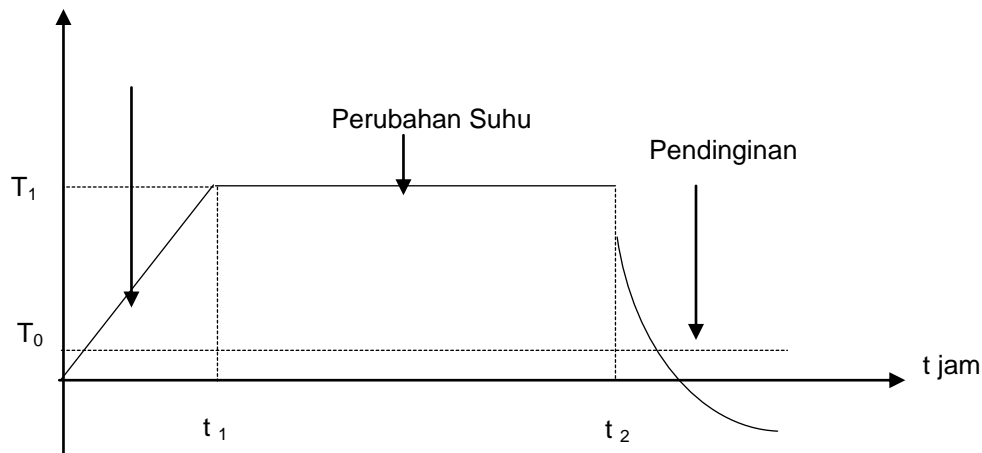 Perubahan Suhu
Pendinginan
T₁
T₀
t jam
t ₁
t ₂